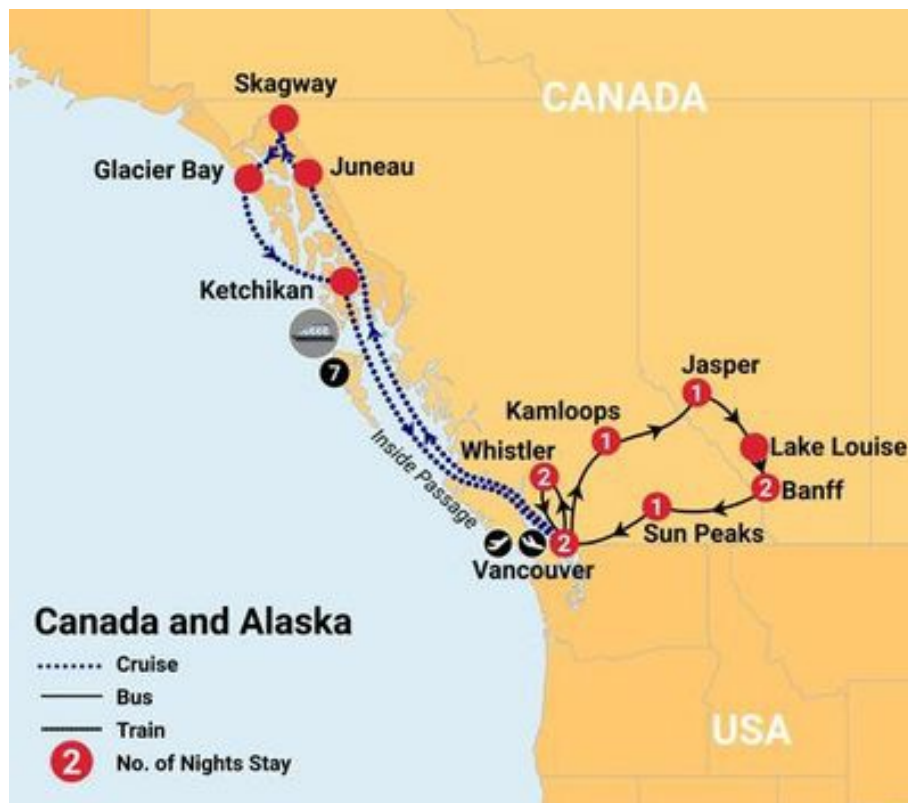 CANADA
Skagway
Glacier Bay
Juneau
Ketchikan
7
Inside Passage
Jasper
1
Kamloops
1
Whistler
2
Lake Louise
2
Banff
1
Sun Peaks
2
Vancouver
Canada and Alaska
Cruise
Bus
Train
2 No. of Nights Stay
USA